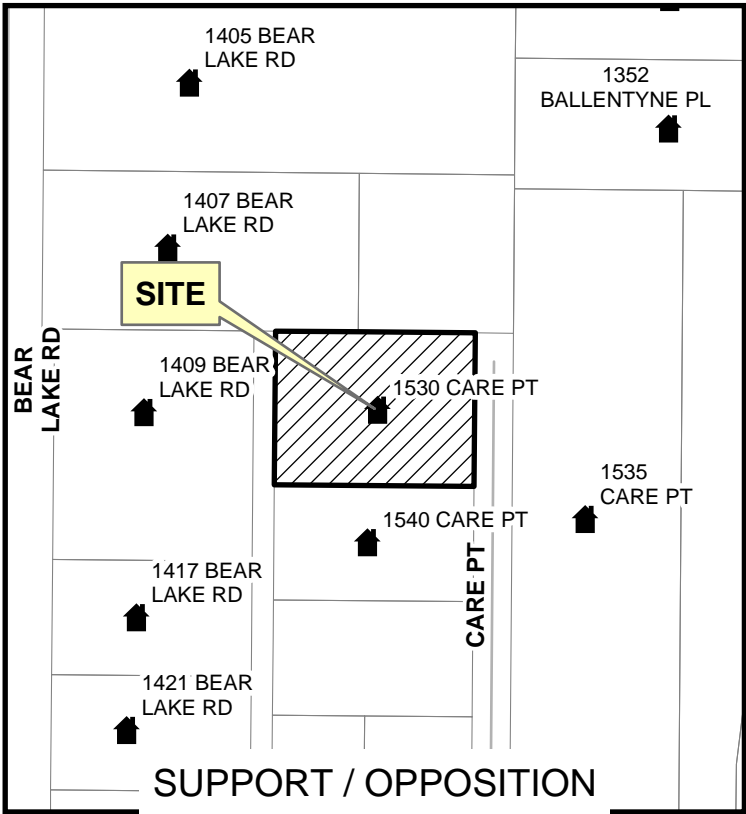 1405 BEAR
LAKE RD
1352
BALLENTYNE PL
1407 BEAR
LAKE RD
SITE
BEAR
LAKE RD
1409 BEAR
LAKE RD
1530 CARE PT
1535
CARE PT
1540 CARE PT
CARE PT
1417 BEAR
LAKE RD
1421 BEAR
LAKE RD
SUPPORT / OPPOSITION